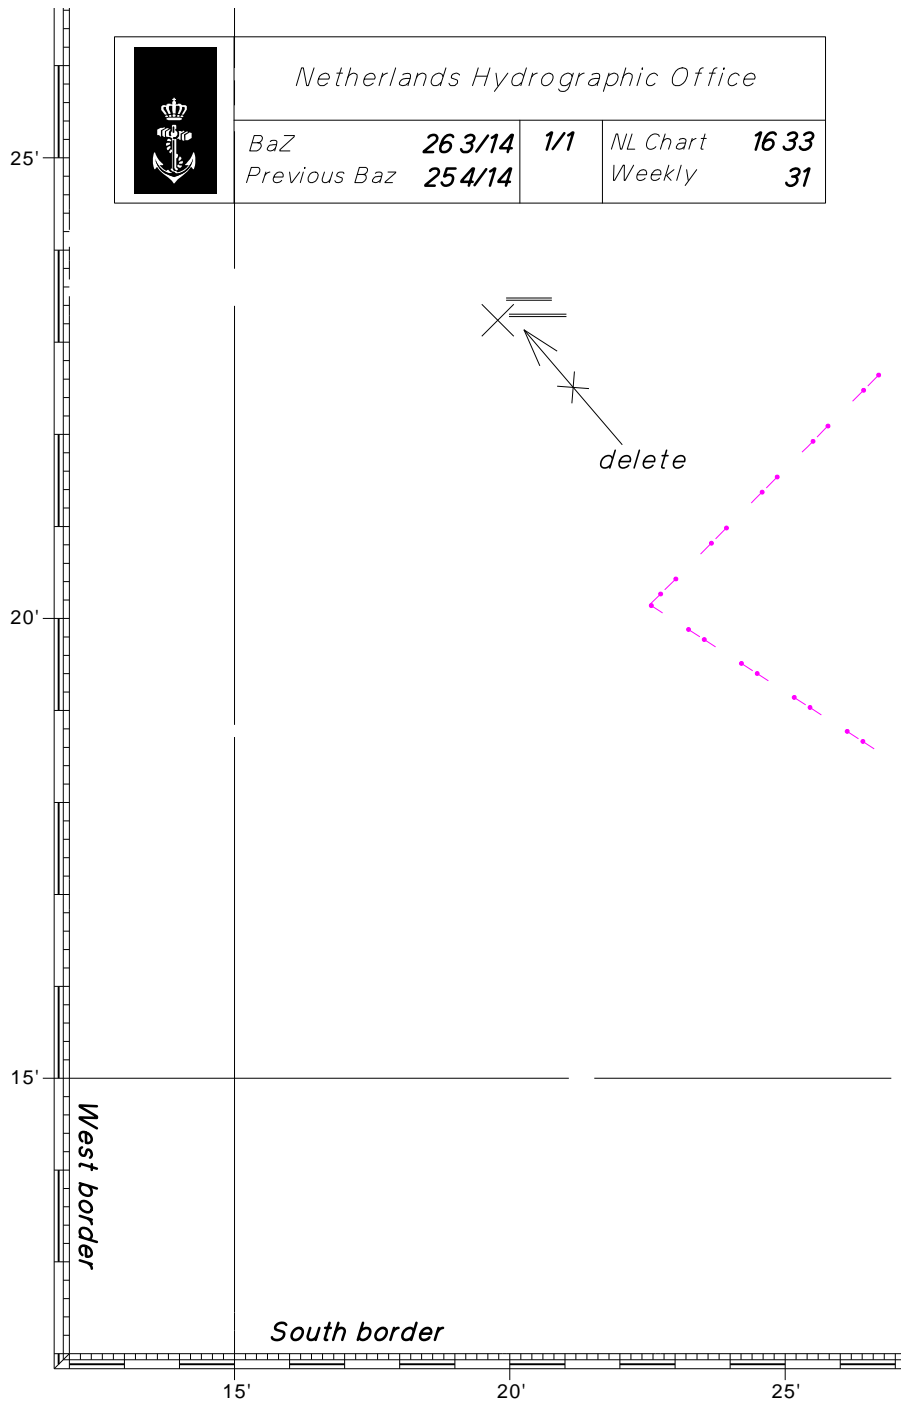 Netherlands Hydrographic Office
BaZ 26 3/14 1/1 NL Chart 16 33
Previous Baz 25 4/14 Weekly 31
25'
delete
20'
15'
West border
South border
15' 20' 25'